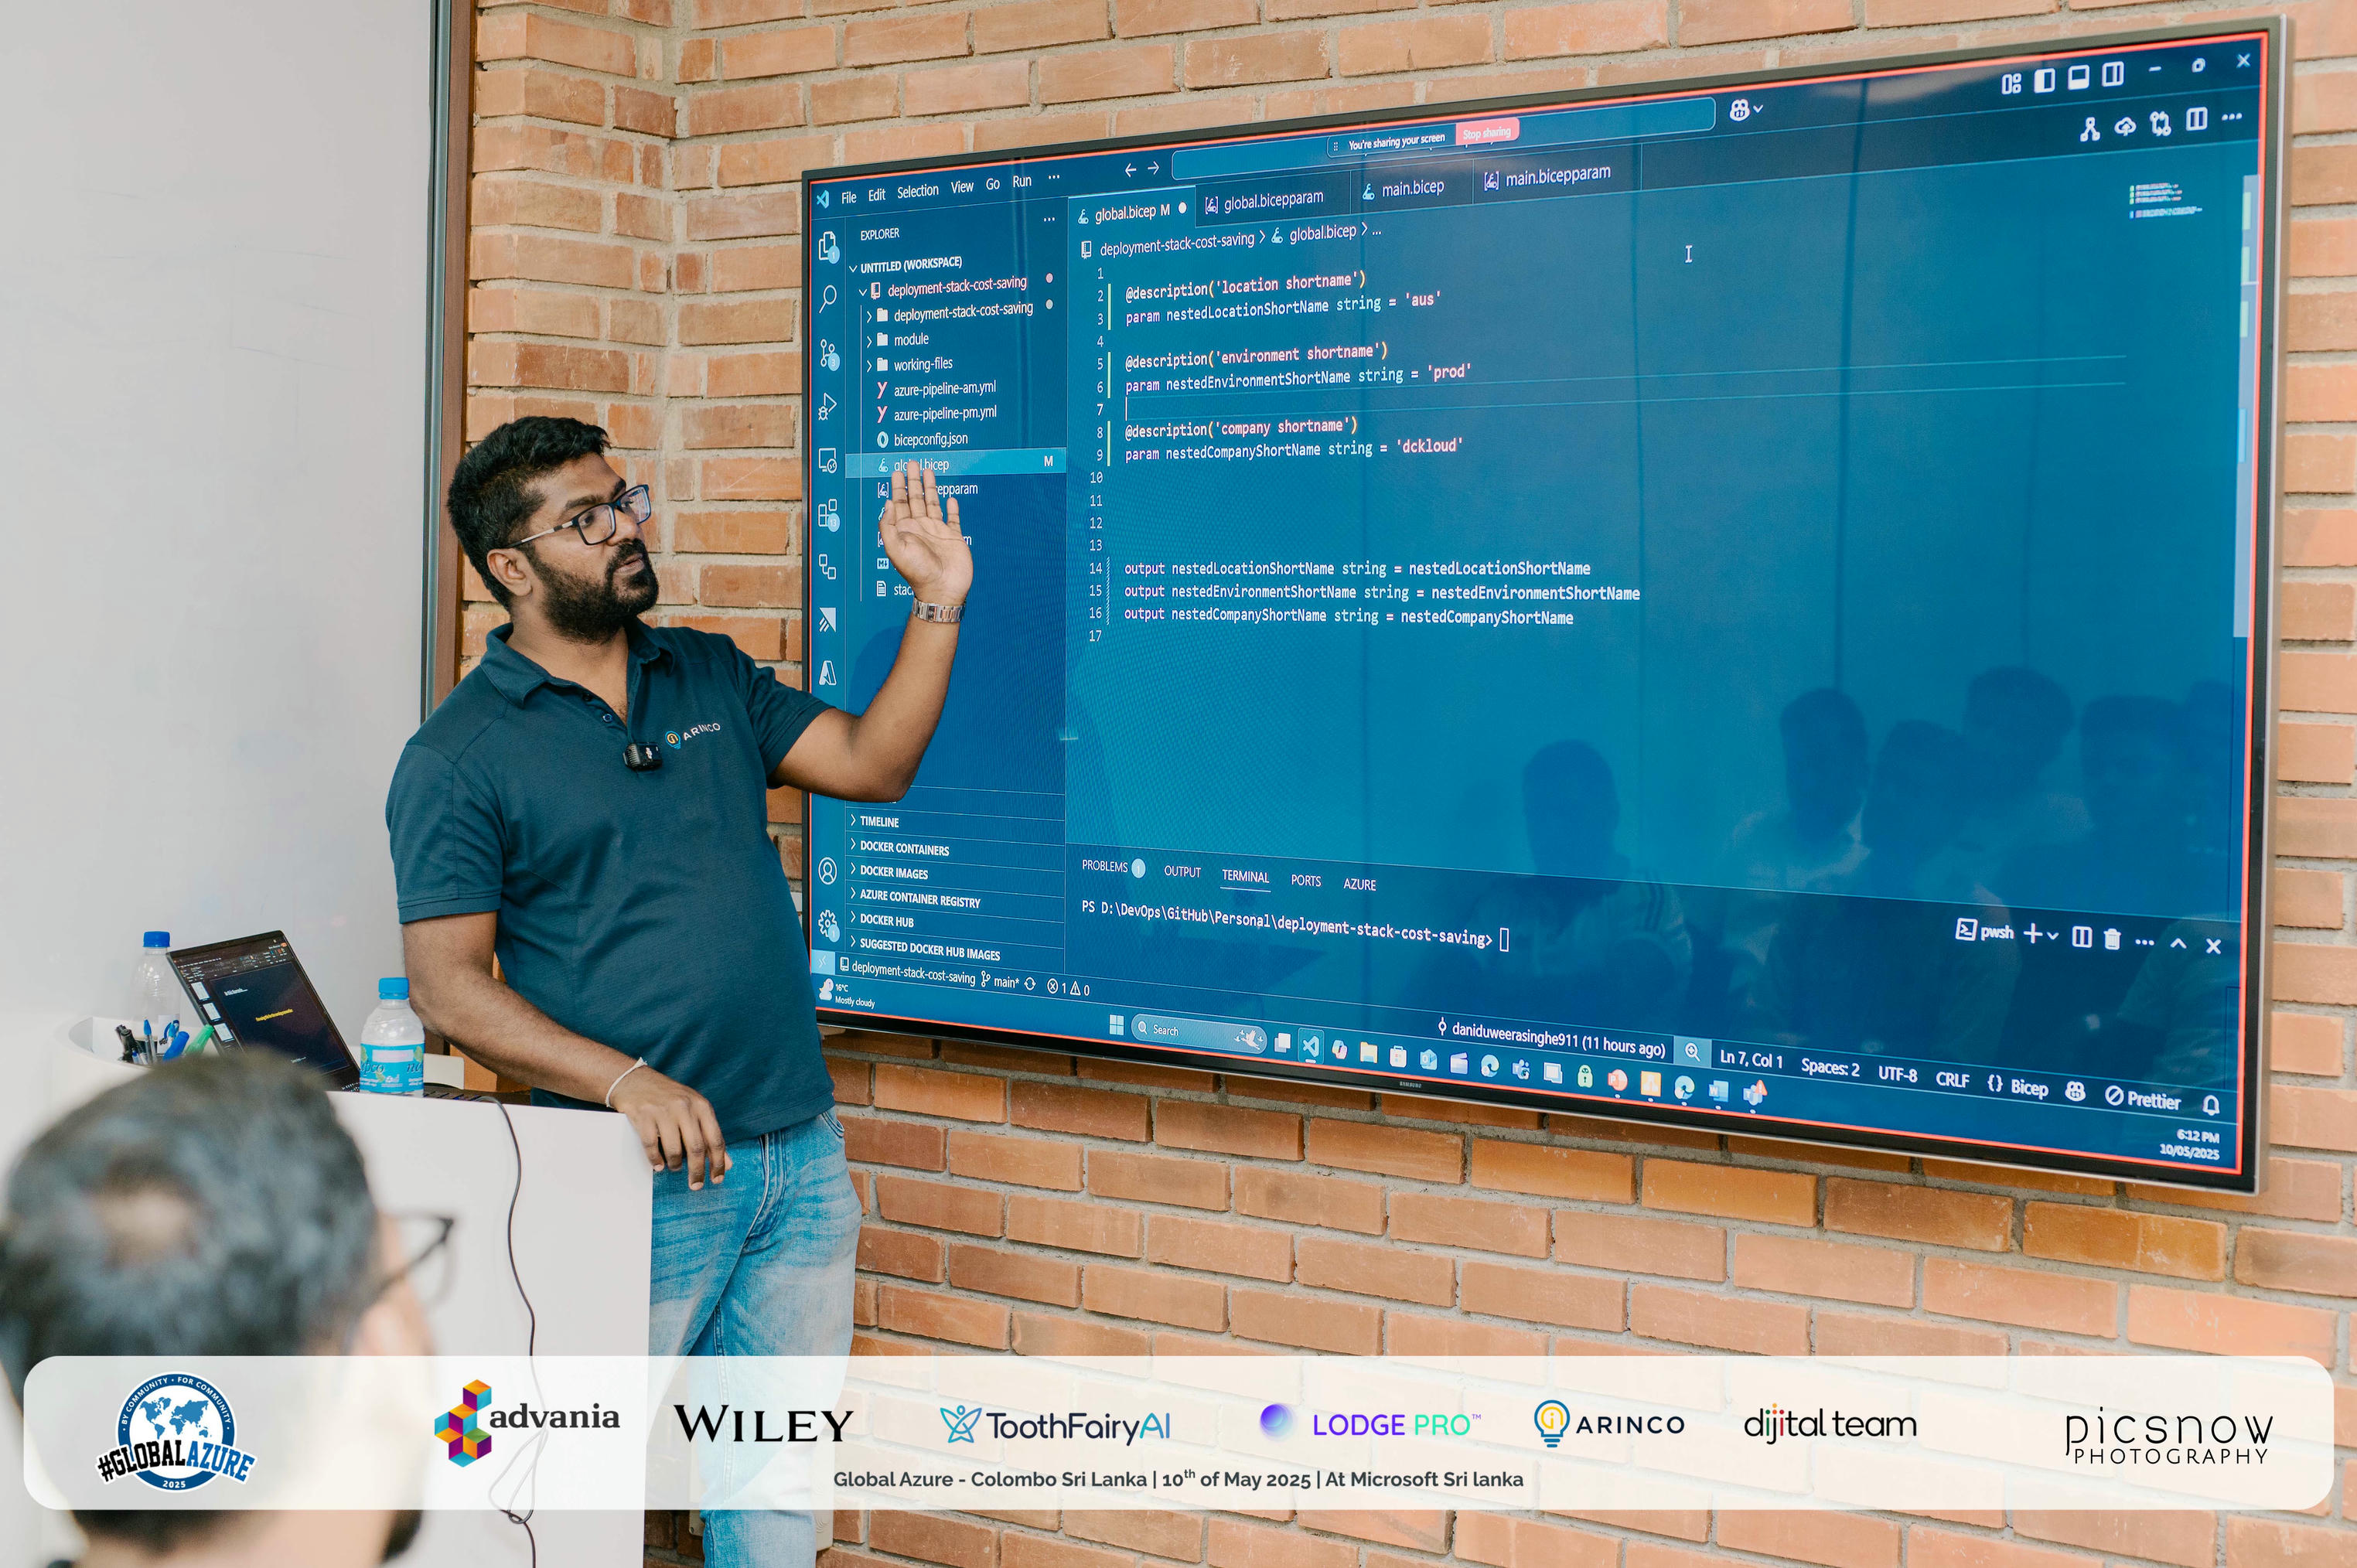 File Edit Selection View Go Run ...
You're sharing your screen Stop sharing
EXPLORER
UNTITLED (WORKSPACE)
deployment-stack-cost-saving
deployment-stack-cost-saving
module
working-files
azure-pipeline-am.yml
azure-pipeline-pm.yml
bicepconfig.json
global.bicep M
TIMELINE
DOCKER CONTAINERS
DOCKER IMAGES
AZURE CONTAINER REGISTRY
DOCKER HUB
SUGGESTED DOCKER HUB IMAGES
global.bicep M
global.bicepparam
main.bicep
main.bicepparam
deployment-stack-cost-saving > global.bicep > ...
1
2 @description('location shortname')
3 param nestedLocationShortName string = 'aus'
4
5 @description('environment shortname')
6 param nestedEnvironmentShortName string = 'prod'
7
8 @description('company shortname')
9 param nestedCompanyShortName string = 'dckloud'
10
11
12
13
14 output nestedLocationShortName string = nestedLocationShortName
15 output nestedEnvironmentShortName string = nestedEnvironmentShortName
16 output nestedCompanyShortName string = nestedCompanyShortName
17
PROBLEMS 1 OUTPUT TERMINAL PORTS AZURE
PS D:\DevOps\GitHub\Personal\deployment-stack-cost-saving>
pwsh
deployment-stack-cost-saving main* 1 0
daniduweerasinghe911 (11 hours ago) Ln 7, Col 1 Spaces: 2 UTF-8 CRLF {} Bicep Prettier
16°C
Mostly cloudy
Search
6:12 PM
10/05/2025
SAMSUNG
ARINCO
BY COMMUNITY • FOR COMMUNITY
#GLOBALAZURE
2025
advania
WILEY
ToothFairyAI
LODGE PRO™
ARINCO
dijital team
picsnow
PHOTOGRAPHY
Global Azure - Colombo Sri Lanka | 10th of May 2025 | At Microsoft Sri lanka